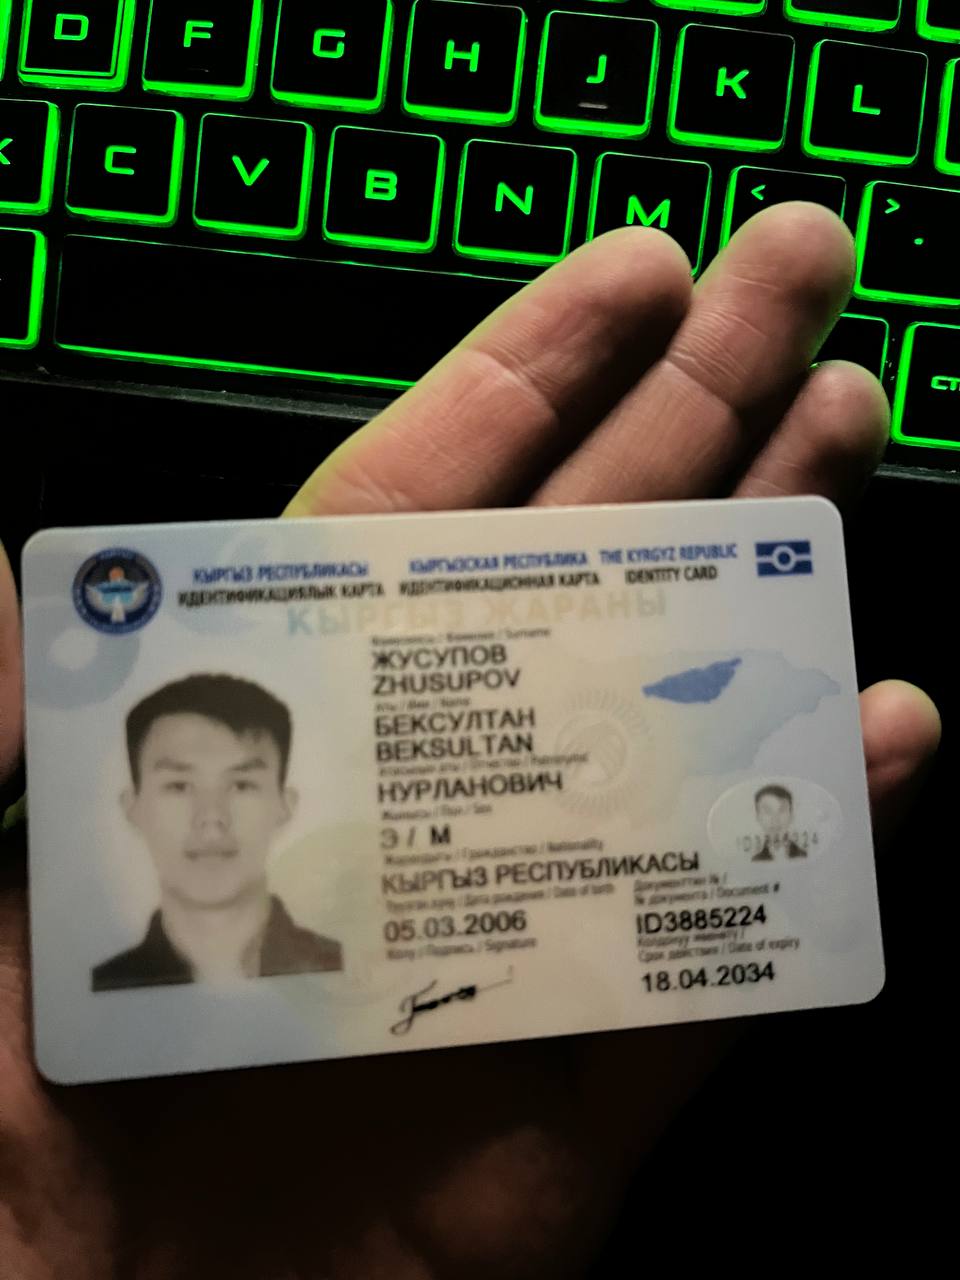 D F G H J K L
C V B N M <
> .
КЫРГЫЗ РЕСПУБЛИКАСЫ КЫРГЫЗСКАЯ РЕСПУБЛИКА THE KYRGYZ REPUBLIC
ИДЕНТИФИКАЦИЯЛЫК КАРТА ИДЕНТИФИКАЦИОННАЯ КАРТА IDENTITY CARD
КЫРГЫЗ ЖАРАНЫ
Фамилиясы / Фамилия / Surname
ЖУСУПОВ
ZHUSUPOV
Аты / Имя / Name
БЕКСУЛТАН
BEKSULTAN
Атасынын аты / Отчество / Patronymic
НУРЛАНОВИЧ
Жынысы / Пол / Sex
Э / М
Жарандыгы / Гражданство / Nationality
КЫРГЫЗ РЕСПУБЛИКАСЫ
Туулган күнү / Дата рождения / Date of birth
05.03.2006
Документтин № /
№ документа / Document #
ID3885224
Колу / Подпись / Signature
Колдонуу мөөнөтү /
Срок действия / Date of expiry
18.04.2034